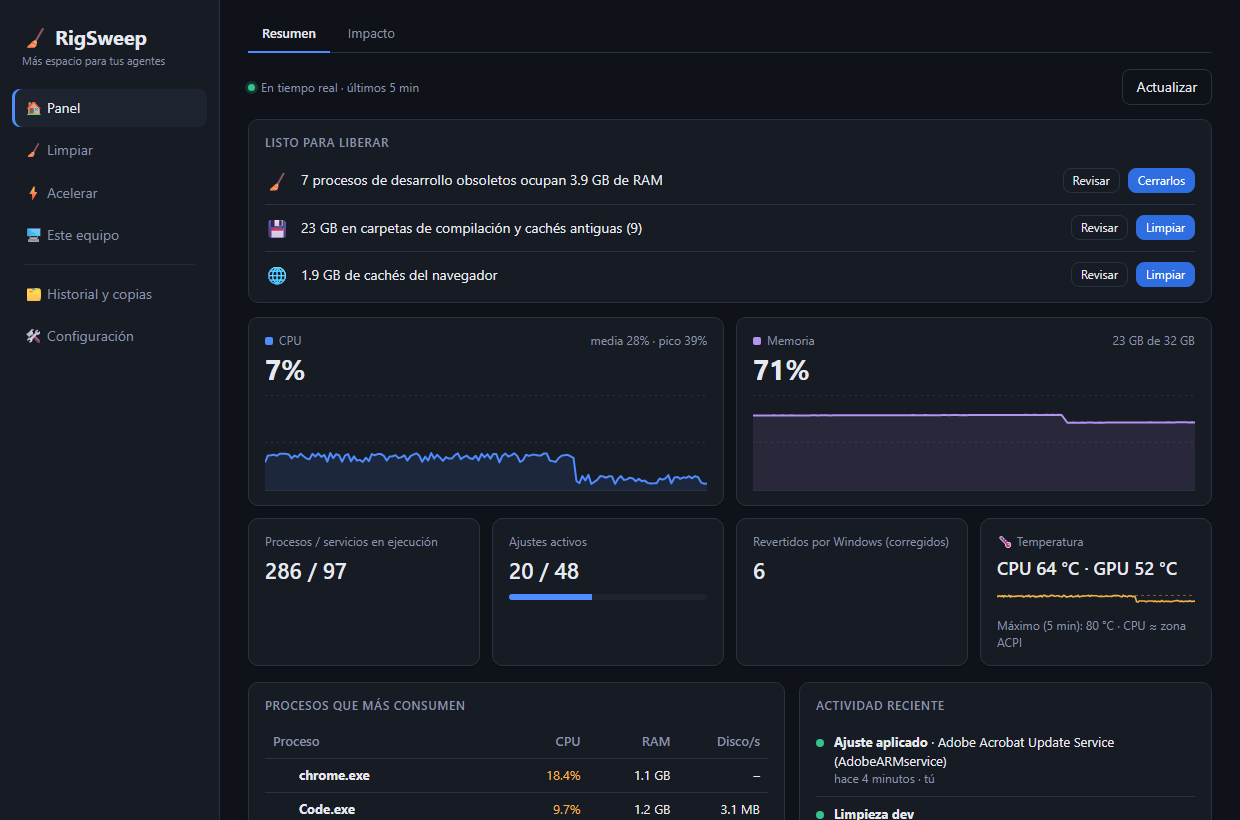 RigSweep
Más espacio para tus agentes
Panel
Limpiar
Acelerar
Este equipo
Historial y copias
Configuración
Resumen
Impacto
En tiempo real · últimos 5 min
Actualizar
LISTO PARA LIBERAR
7 procesos de desarrollo obsoletos ocupan 3.9 GB de RAM
Revisar
Cerrarlos
23 GB en carpetas de compilación y cachés antiguas (9)
Revisar
Limpiar
1.9 GB de cachés del navegador
Revisar
Limpiar
CPU
media 28% · pico 39%
7%
Memoria
23 GB de 32 GB
71%
Procesos / servicios en ejecución
286 / 97
Ajustes activos
20 / 48
Revertidos por Windows (corregidos)
6
Temperatura
CPU 64 °C · GPU 52 °C
Máximo (5 min): 80 °C · CPU ≈ zona
ACPI
PROCESOS QUE MÁS CONSUMEN
Proceso CPU RAM Disco/s
chrome.exe 18.4% 1.1 GB –
Code.exe 9.7% 1.2 GB 3.1 MB
ACTIVIDAD RECIENTE
Ajuste aplicado · Adobe Acrobat Update Service
(AdobeARMservice)
hace 4 minutos · tú
Limpieza dev